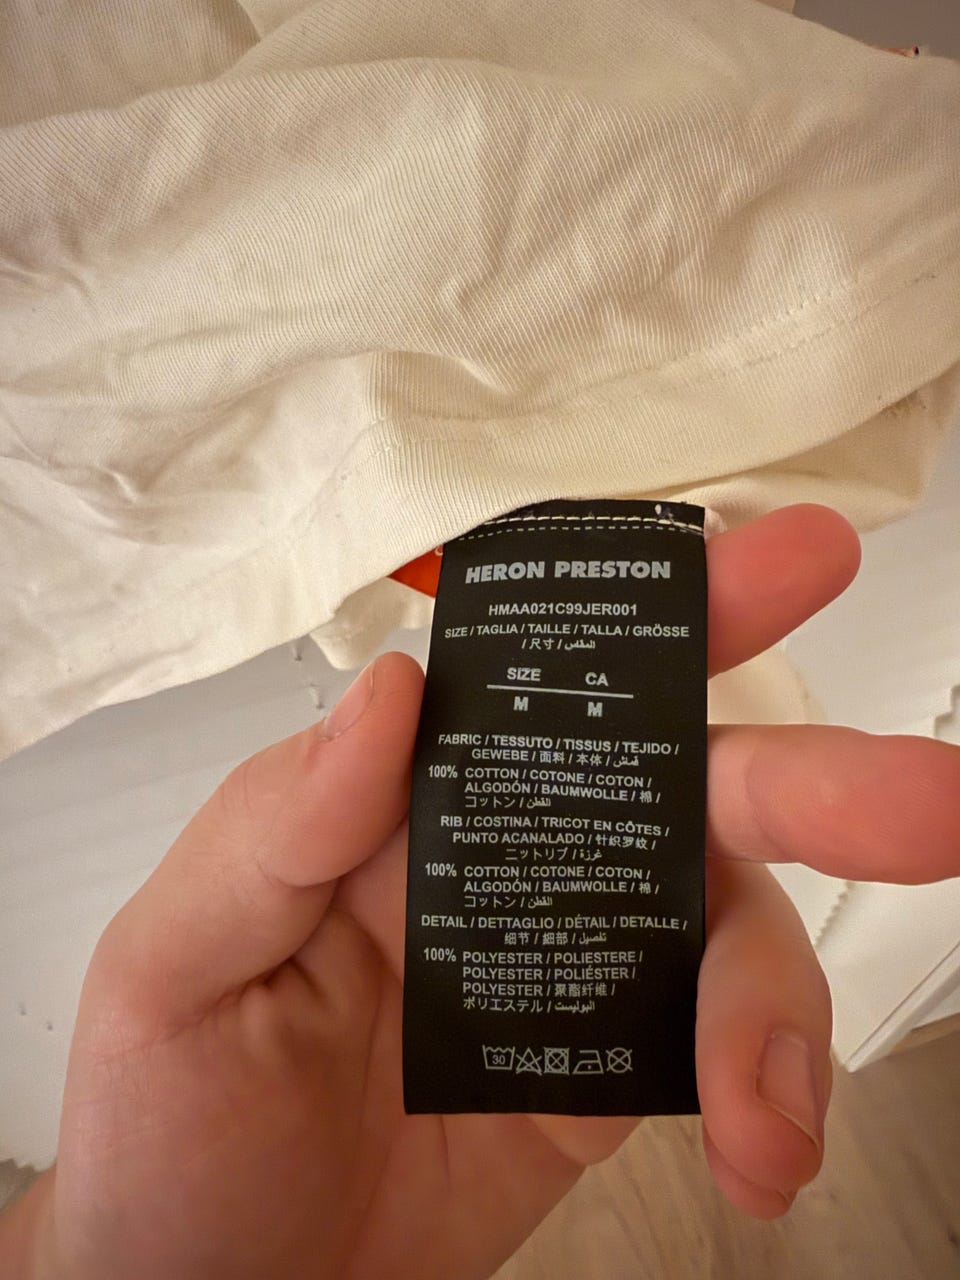 HERON PRESTON
HMAA021C99JER001
SIZE / TAGLIA / TAILLE / TALLA / GRÖSSE
/ 尺寸 / المقاس
SIZE CA
M M
FABRIC / TESSUTO / TISSUS / TEJIDO /
GEWEBE / 面料 / 本体 / قماش
100% COTTON / COTONE / COTON /
ALGODÓN / BAUMWOLLE / 棉 /
コットン / القطن
RIB / COSTINA / TRICOT EN CÔTES /
PUNTO ACANALADO / 针织罗纹 /
ニットリブ / غرزة
100% COTTON / COTONE / COTON /
ALGODÓN / BAUMWOLLE / 棉 /
コットン / القطن
DETAIL / DETTAGLIO / DÉTAIL / DETALLE /
细节 / 細部 / تفصيل
100% POLYESTER / POLIESTERE /
POLYESTER / POLIÉSTER /
POLYESTER / 聚酯纤维 /
ポリエステル / البوليست
30